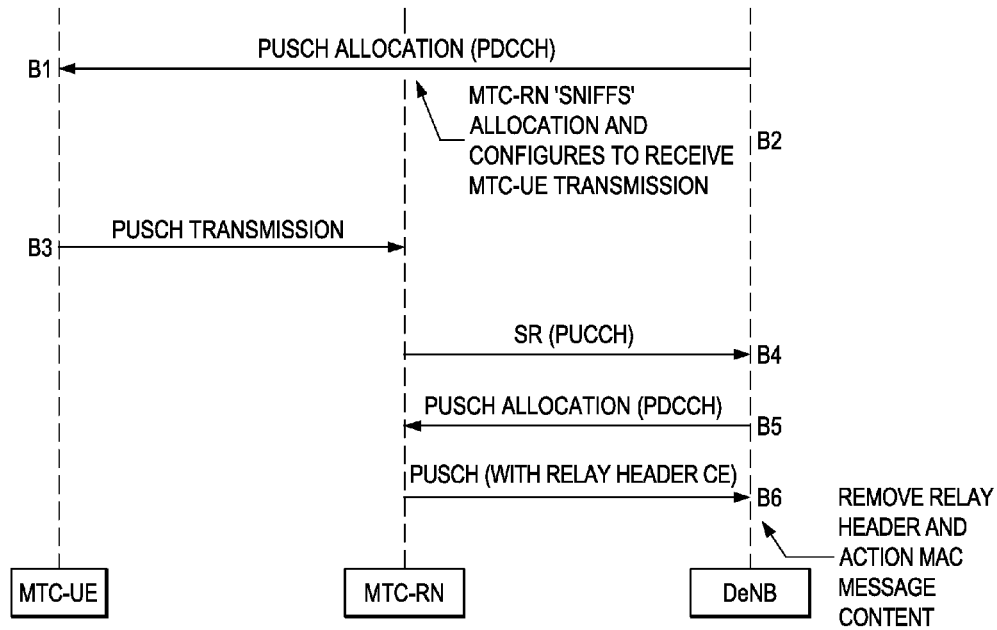 PUSCH ALLOCATION (PDCCH)
B1
MTC-RN 'SNIFFS'
ALLOCATION AND
CONFIGURES TO RECEIVE
MTC-UE TRANSMISSION
B2
PUSCH TRANSMISSION
B3
SR (PUCCH)
B4
PUSCH ALLOCATION (PDCCH)
B5
PUSCH (WITH RELAY HEADER CE)
B6
REMOVE RELAY
HEADER AND
ACTION MAC
MESSAGE
CONTENT
MTC-UE
MTC-RN
DeNB